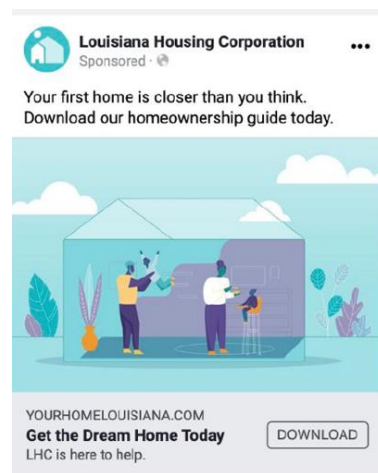 Louisiana Housing Corporation
Sponsored ·
Your first home is closer than you think.
Download our homeownership guide today.
YOURHOMELOUISIANA.COM
Get the Dream Home Today
LHC is here to help.
DOWNLOAD